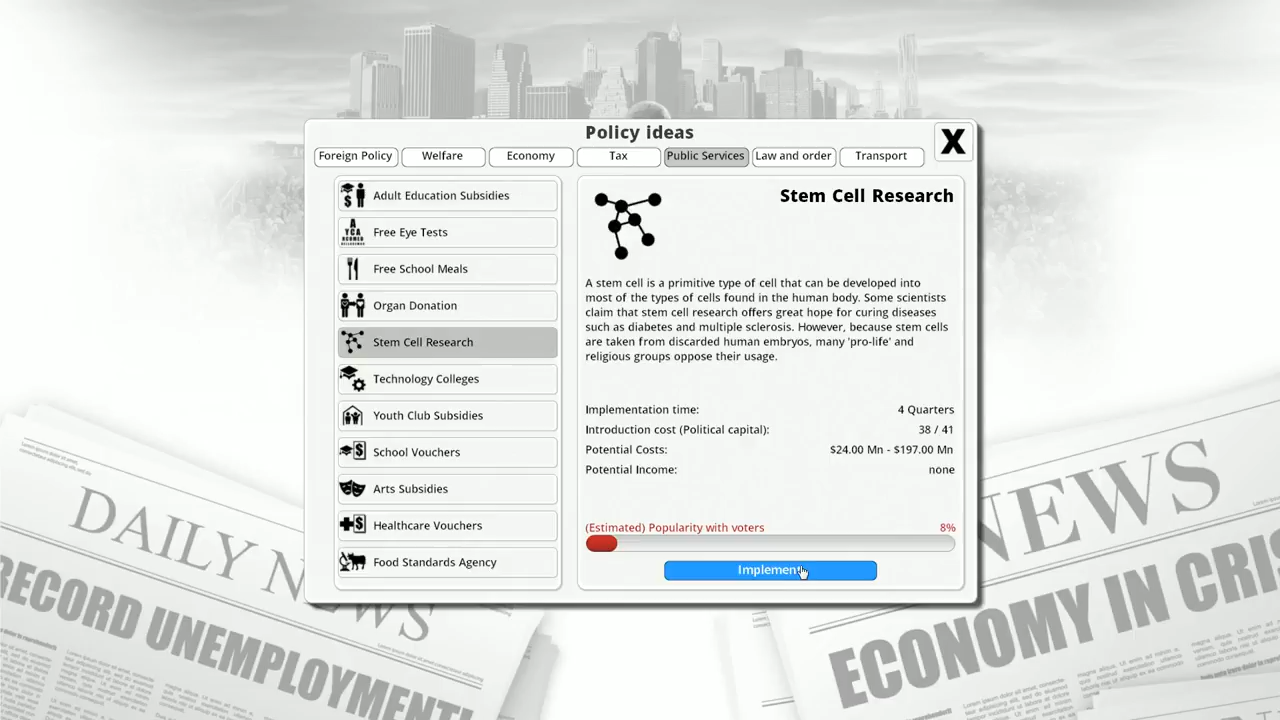 Policy ideas
X
Foreign Policy
Welfare
Economy
Tax
Public Services
Law and order
Transport
Adult Education Subsidies
Free Eye Tests
Free School Meals
Organ Donation
Stem Cell Research
Technology Colleges
Youth Club Subsidies
School Vouchers
Arts Subsidies
Healthcare Vouchers
Food Standards Agency
Stem Cell Research
A stem cell is a primitive type of cell that can be developed into
most of the types of cells found in the human body. Some scientists
claim that stem cell research offers great hope for curing diseases
such as diabetes and multiple sclerosis. However, because stem cells
are taken from discarded human embryos, many 'pro-life' and
religious groups oppose their usage.
Implementation time: 4 Quarters
Introduction cost (Political capital): 38 / 41
Potential Costs: $24.00 Mn - $197.00 Mn
Potential Income: none
(Estimated) Popularity with voters 8%
Implement
DAILY NEWS
RECORD UNEMPLOYMENT!
NEWS
ECONOMY IN CRIS